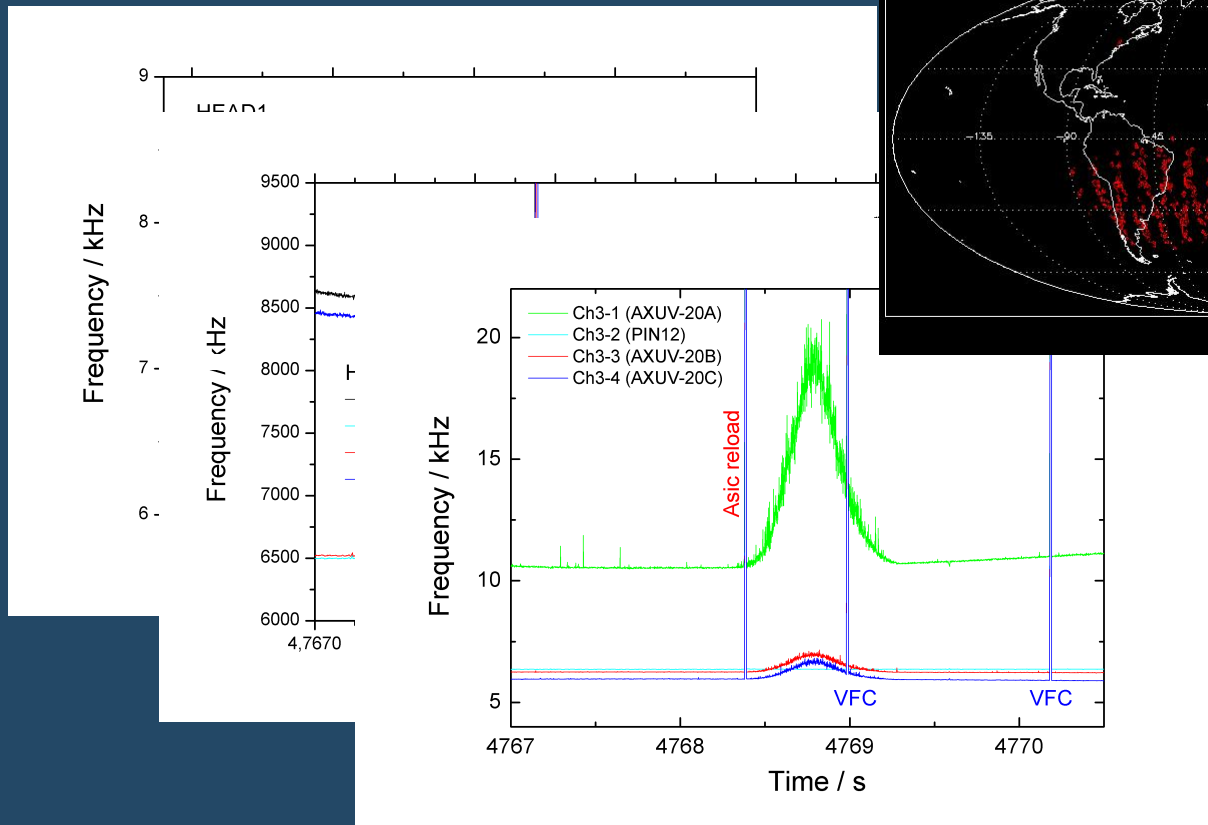 9
8
7
6
Frequency / kHz
9500
9000
8500
8000
7500
7000
6500
6000
4,7670
-135
-90
-45
Ch3-1 (AXUV-20A)
Ch3-2 (PIN12)
Ch3-3 (AXUV-20B)
Ch3-4 (AXUV-20C)
20
15
10
5
Frequency / kHz
Asic reload
VFC
VFC
4767
4768
4769
4770
Time / s